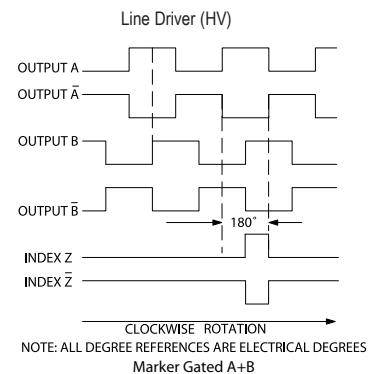 Line Driver (HV)
OUTPUT A
OUTPUT A̅
OUTPUT B
OUTPUT B̅
180°
INDEX Z
INDEX Z̅
CLOCKWISE ROTATION
NOTE: ALL DEGREE REFERENCES ARE ELECTRICAL DEGREES
Marker Gated A+B